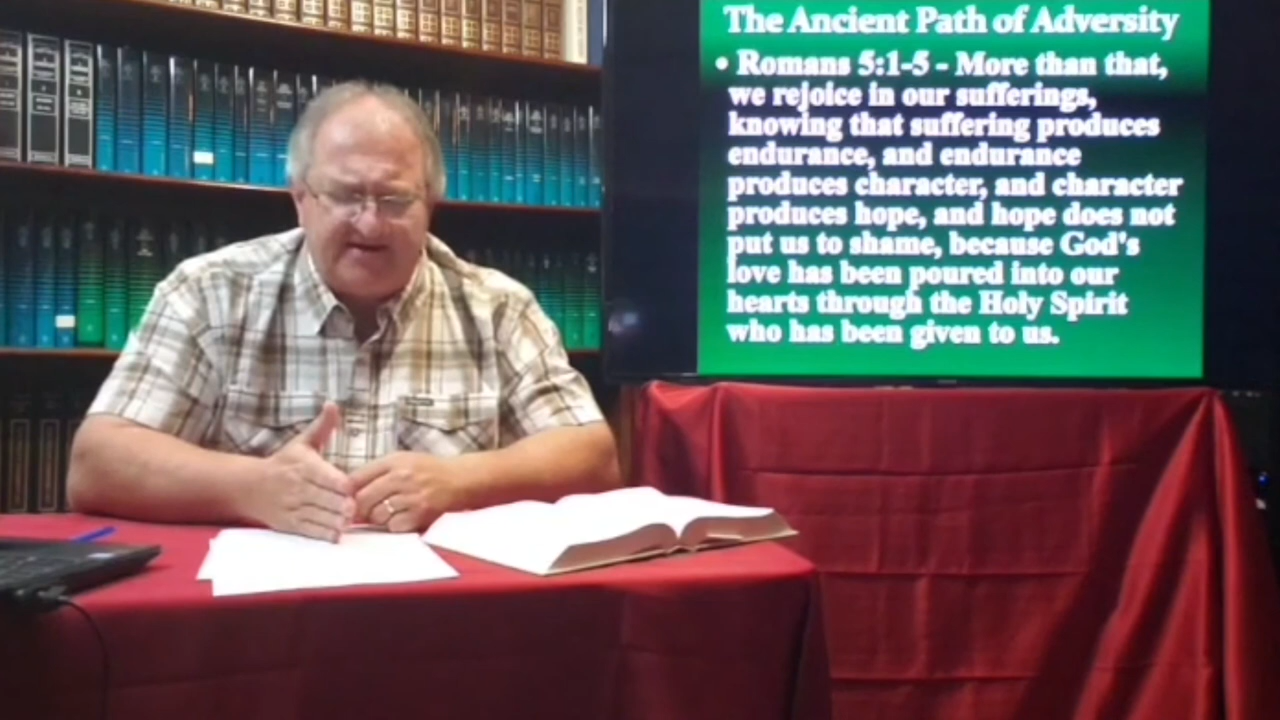 The Ancient Path of Adversity
• Romans 5:1-5 - More than that,
we rejoice in our sufferings,
knowing that suffering produces
endurance, and endurance
produces character, and character
produces hope, and hope does not
put us to shame, because God's
love has been poured into our
hearts through the Holy Spirit
who has been given to us.